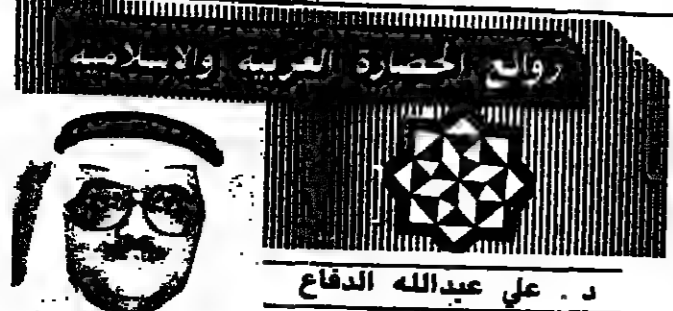 روائع الحضارة العربية والاسلامية
د . علي عبدالله الدفاع